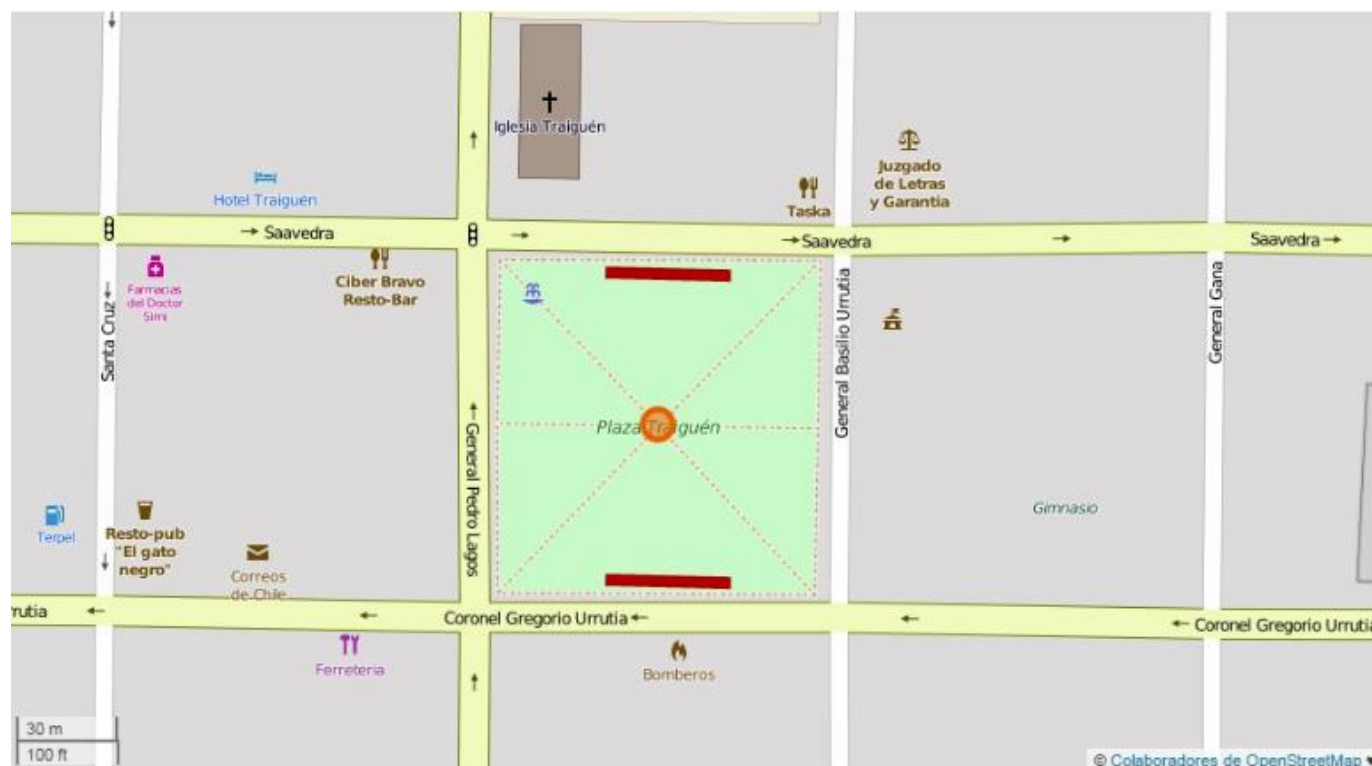 Iglesia Traiguén
Juzgado
de Letras
y Garantia
Hotel Traiguén
Taska
Saavedra
Saavedra
Saavedra
Farmacias
del Doctor
Simi
Ciber Bravo
Resto-Bar
Santa Cruz
General Basilio Urrutia
General Gana
Plaza Traiguén
General Pedro Lagos
Terpel
Resto-pub
"El gato
negro"
Correos
de Chile
Gimnasio
rrutia
Coronel Gregorio Urrutia
Coronel Gregorio Urrutia
Ferreteria
Bomberos
30 m
100 ft
© Colaboradores de OpenStreetMap